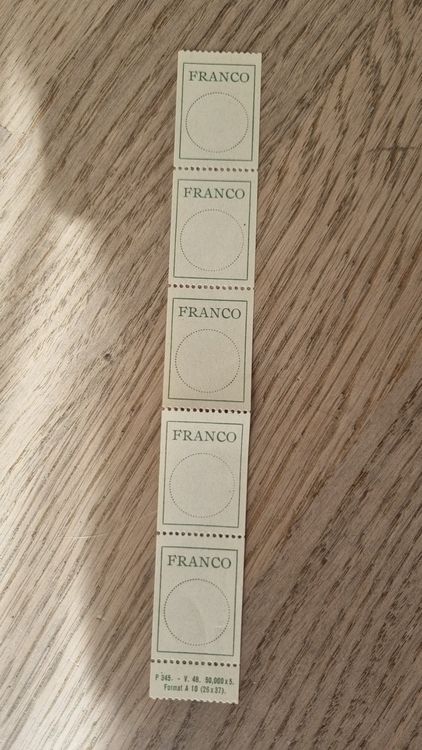 FRANCO
FRANCO
FRANCO
FRANCO
FRANCO
P 345. - V. 48. 50,000 x 5.
Format A 10 (26 x 37).